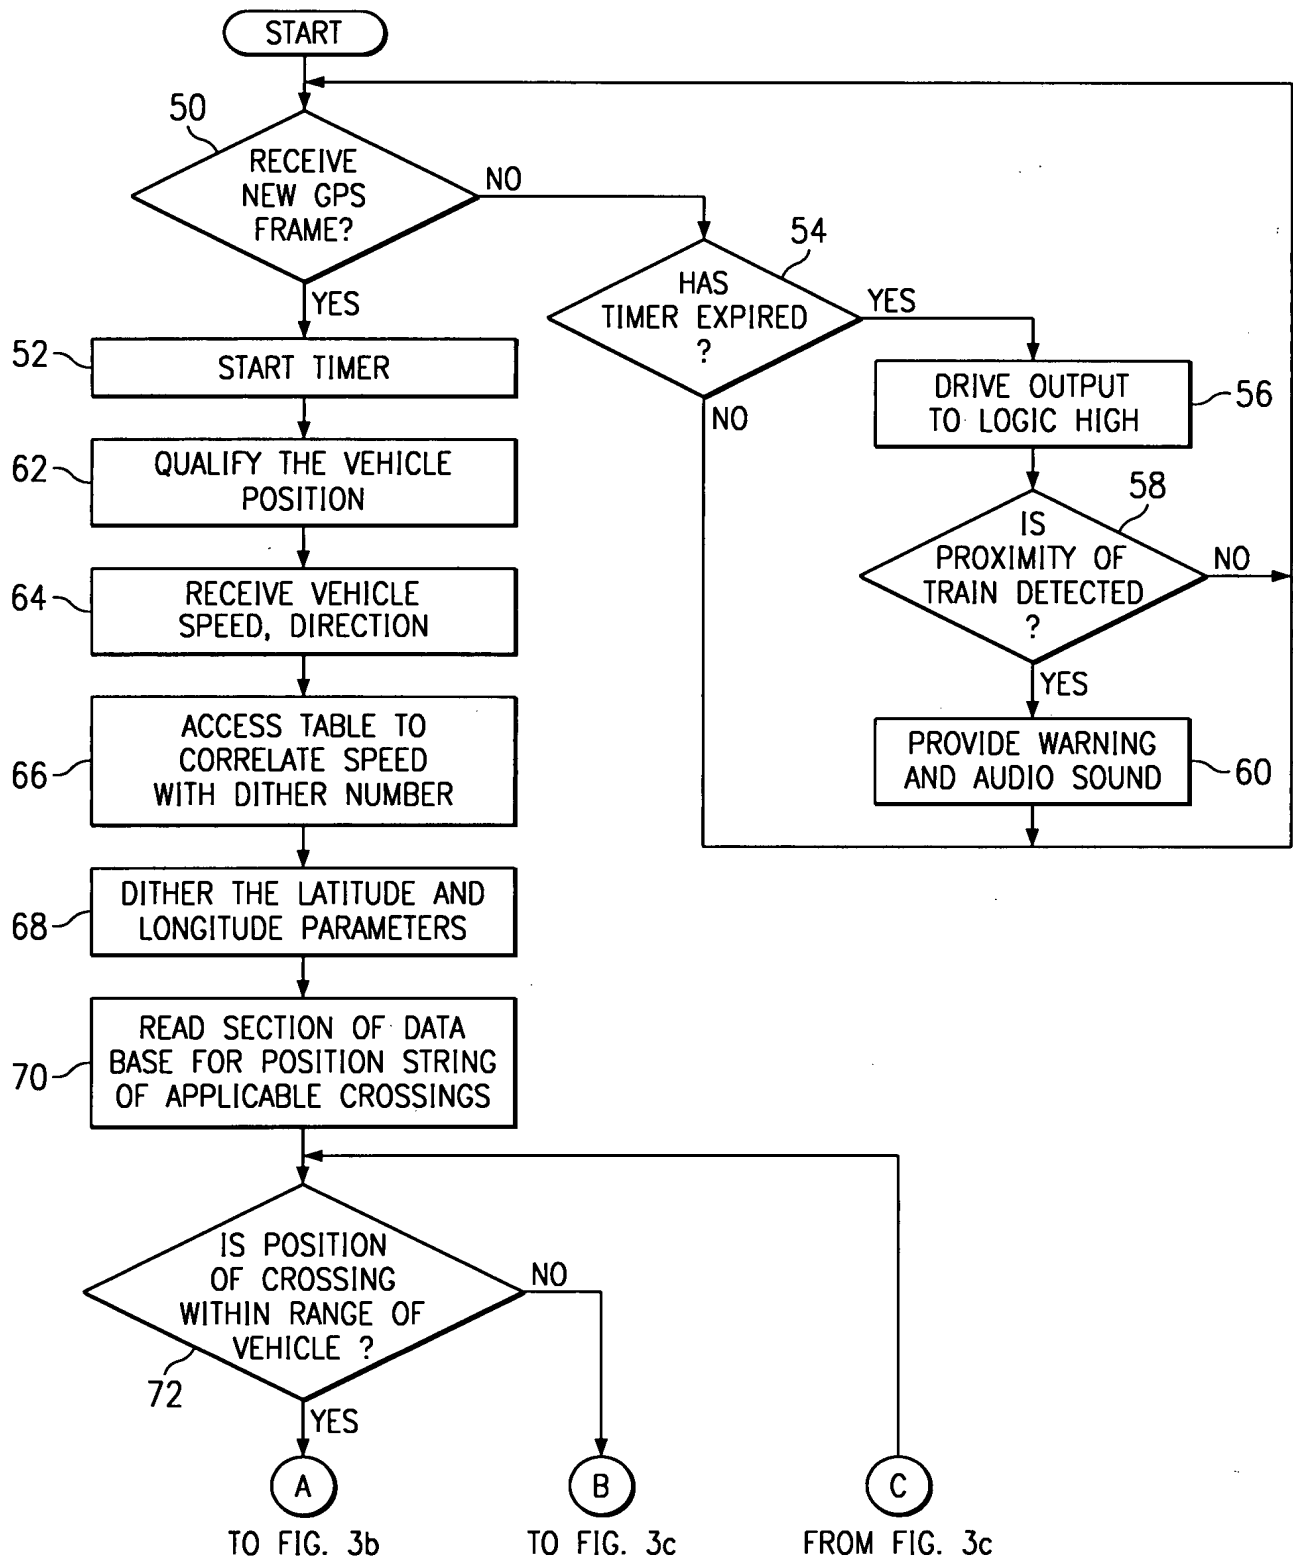 START
50
RECEIVE
NEW GPS
FRAME?
NO
YES
54
HAS
TIMER EXPIRED
?
YES
NO
52
START TIMER
DRIVE OUTPUT
TO LOGIC HIGH
56
62
QUALIFY THE VEHICLE
POSITION
58
IS
PROXIMITY OF
TRAIN DETECTED
?
NO
YES
64
RECEIVE VEHICLE
SPEED, DIRECTION
66
ACCESS TABLE TO
CORRELATE SPEED
WITH DITHER NUMBER
PROVIDE WARNING
AND AUDIO SOUND
60
68
DITHER THE LATITUDE AND
LONGITUDE PARAMETERS
70
READ SECTION OF DATA
BASE FOR POSITION STRING
OF APPLICABLE CROSSINGS
IS POSITION
OF CROSSING
WITHIN RANGE OF
VEHICLE ?
NO
72
YES
A
B
C
TO FIG. 3b
TO FIG. 3c
FROM FIG. 3c